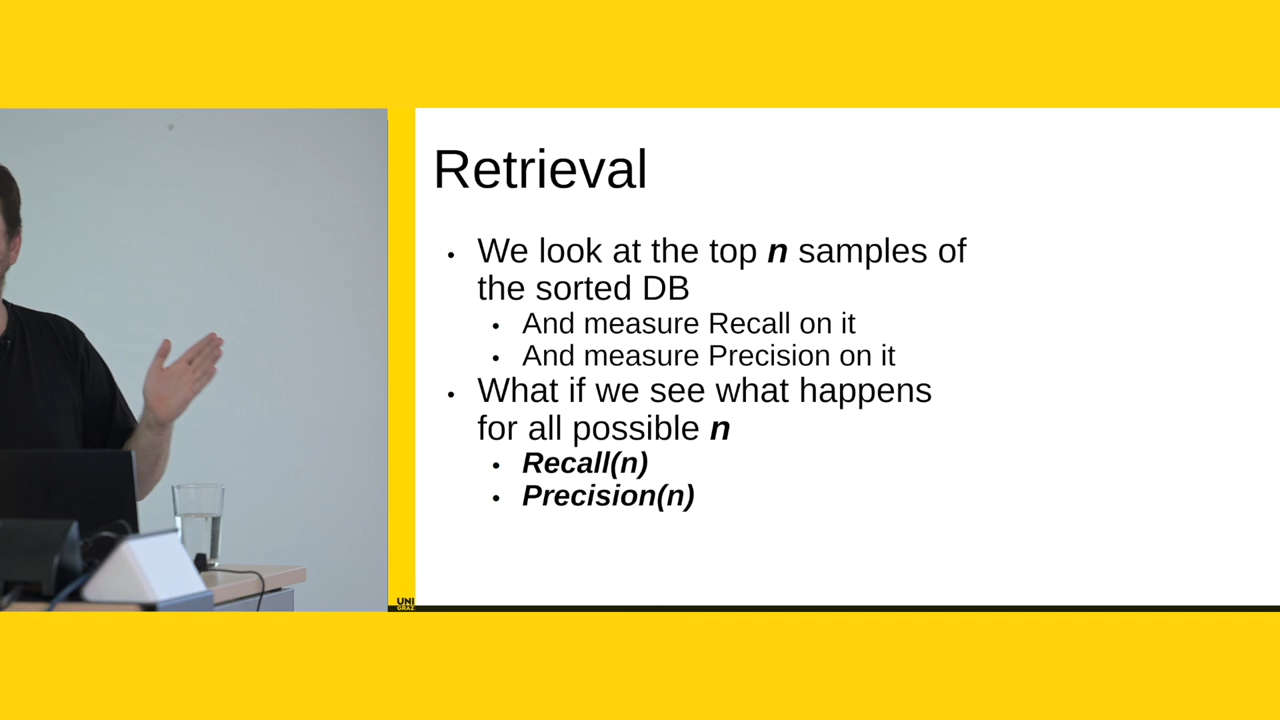 Retrieval
• We look at the top n samples of
the sorted DB
• And measure Recall on it
• And measure Precision on it
• What if we see what happens
for all possible n
• Recall(n)
• Precision(n)
UNI
GRAZ